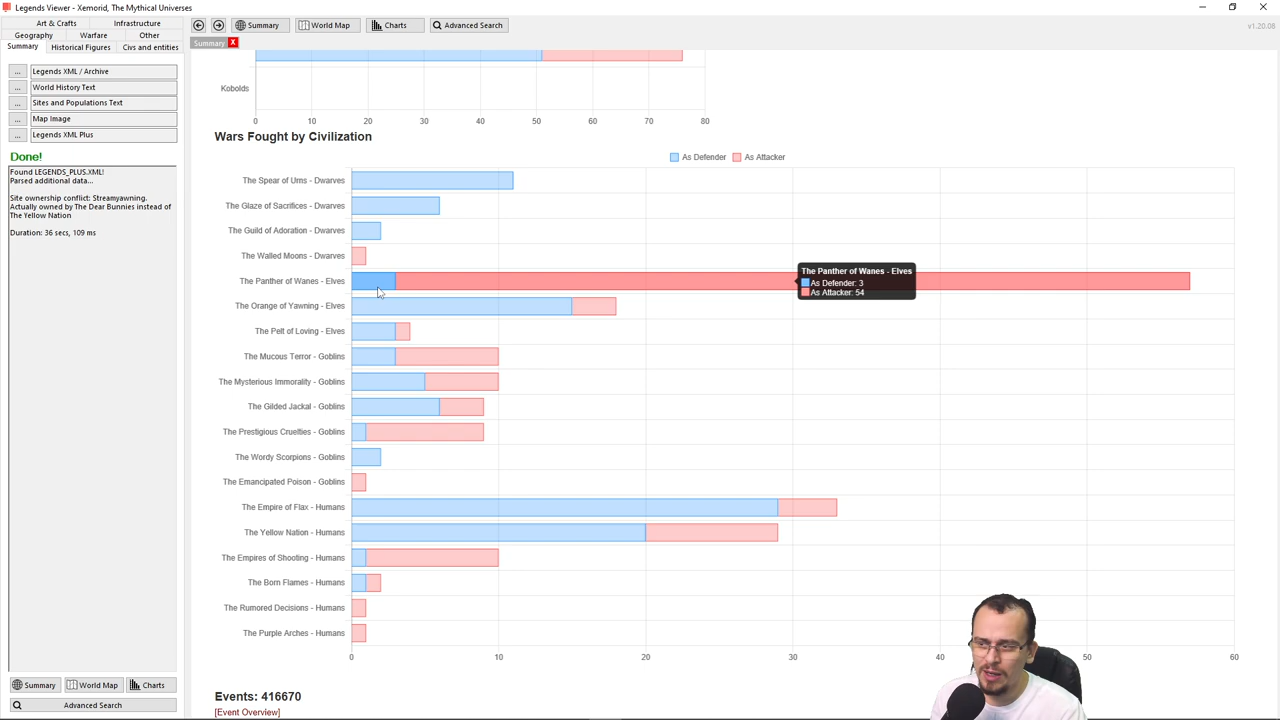 Legends Viewer - Xemorid, The Mythical Universes
Art & Crafts Infrastructure
Geography Warfare Other
Summary Historical Figures Civs and entities
Summary World Map Charts Advanced Search
v1.20.06
Summary X
... Legends XML / Archive
... World History Text
... Sites and Populations Text
... Map Image
... Legends XML Plus
Done!
Found LEGENDS_PLUS.XML!
Parsed additional data...
Site ownership conflict: Streamyawning.
Actually owned by The Dear Bunnies instead of
The Yellow Nation
Duration: 36 secs, 109 ms
Summary World Map Charts
Advanced Search
Kobolds
0 10 20 30 40 50 60 70 80
Wars Fought by Civilization
As Defender As Attacker
The Spear of Urns - Dwarves
The Glaze of Sacrifices - Dwarves
The Guild of Adoration - Dwarves
The Walled Moons - Dwarves
The Panther of Wanes - Elves
The Orange of Yawning - Elves
The Pelt of Loving - Elves
The Mucous Terror - Goblins
The Mysterious Immorality - Goblins
The Gilded Jackal - Goblins
The Prestigious Cruelties - Goblins
The Wordy Scorpions - Goblins
The Emancipated Poison - Goblins
The Empire of Flax - Humans
The Yellow Nation - Humans
The Empires of Shooting - Humans
The Born Flames - Humans
The Rumored Decisions - Humans
The Purple Arches - Humans
The Panther of Wanes - Elves
As Defender: 3
As Attacker: 54
0 10 20 30 40 50 60
Events: 416670
[Event Overview]